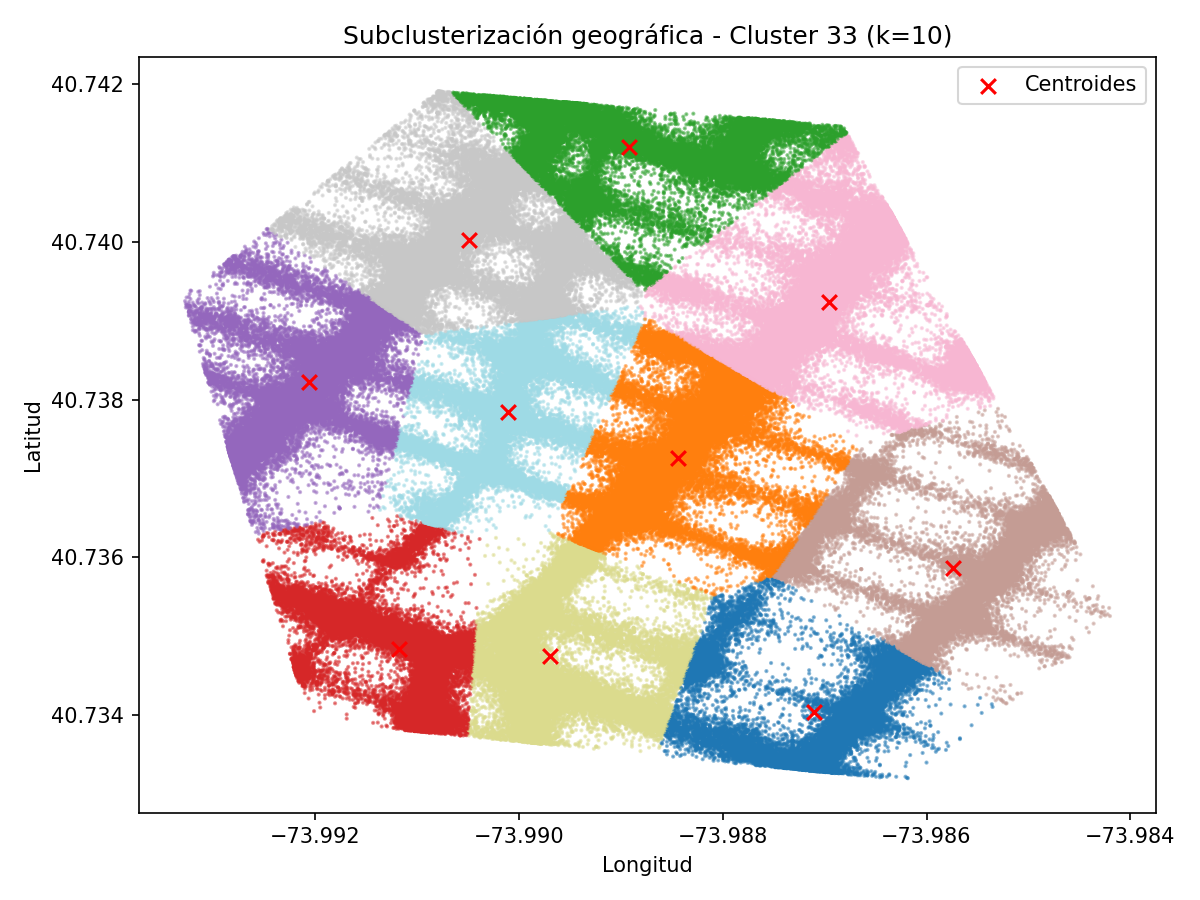 Subclusterización geográfica - Cluster 33 (k=10)
Centroides
40.742
40.740
40.738
40.736
40.734
Latitud
−73.992
−73.990
−73.988
−73.986
−73.984
Longitud